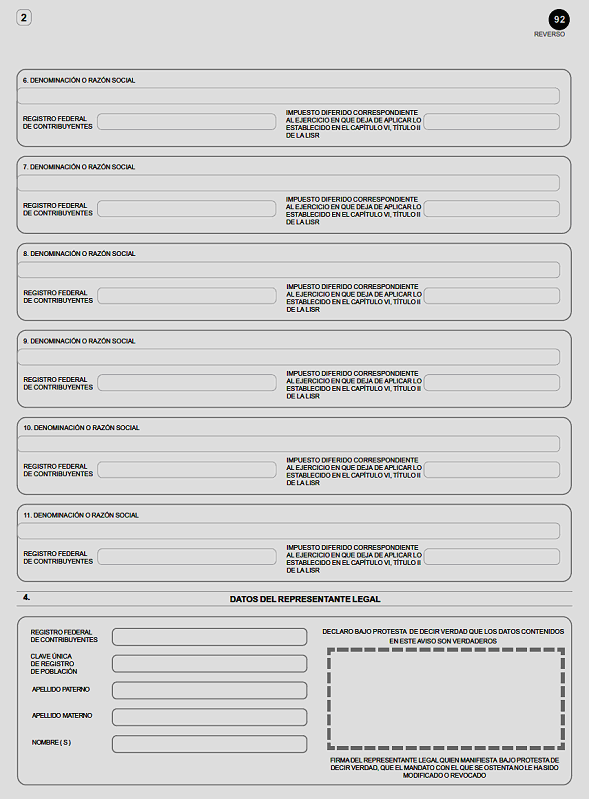 2
92
REVERSO
6. DENOMINACIÓN O RAZÓN SOCIAL
REGISTRO FEDERAL
DE CONTRIBUYENTES
IMPUESTO DIFERIDO CORRESPONDIENTE
AL EJERCICIO EN QUE DEJA DE APLICAR LO
ESTABLECIDO EN EL CAPÍTULO VI, TÍTULO II
DE LA LISR
7. DENOMINACIÓN O RAZÓN SOCIAL
REGISTRO FEDERAL
DE CONTRIBUYENTES
IMPUESTO DIFERIDO CORRESPONDIENTE
AL EJERCICIO EN QUE DEJA DE APLICAR LO
ESTABLECIDO EN EL CAPÍTULO VI, TÍTULO II
DE LA LISR
8. DENOMINACIÓN O RAZÓN SOCIAL
REGISTRO FEDERAL
DE CONTRIBUYENTES
IMPUESTO DIFERIDO CORRESPONDIENTE
AL EJERCICIO EN QUE DEJA DE APLICAR LO
ESTABLECIDO EN EL CAPÍTULO VI, TÍTULO II
DE LA LISR
9. DENOMINACIÓN O RAZÓN SOCIAL
REGISTRO FEDERAL
DE CONTRIBUYENTES
IMPUESTO DIFERIDO CORRESPONDIENTE
AL EJERCICIO EN QUE DEJA DE APLICAR LO
ESTABLECIDO EN EL CAPÍTULO VI, TÍTULO II
DE LA LISR
10. DENOMINACIÓN O RAZÓN SOCIAL
REGISTRO FEDERAL
DE CONTRIBUYENTES
IMPUESTO DIFERIDO CORRESPONDIENTE
AL EJERCICIO EN QUE DEJA DE APLICAR LO
ESTABLECIDO EN EL CAPÍTULO VI, TÍTULO II
DE LA LISR
11. DENOMINACIÓN O RAZÓN SOCIAL
REGISTRO FEDERAL
DE CONTRIBUYENTES
IMPUESTO DIFERIDO CORRESPONDIENTE
AL EJERCICIO EN QUE DEJA DE APLICAR LO
ESTABLECIDO EN EL CAPÍTULO VI, TÍTULO II
DE LA LISR
4. DATOS DEL REPRESENTANTE LEGAL
REGISTRO FEDERAL
DE CONTRIBUYENTES
CLAVE ÚNICA
DE REGISTRO
DE POBLACIÓN
APELLIDO PATERNO
APELLIDO MATERNO
NOMBRE ( S )
DECLARO BAJO PROTESTA DE DECIR VERDAD QUE LOS DATOS CONTENIDOS
EN ESTE AVISO SON VERDADEROS
FIRMA DEL REPRESENTANTE LEGAL QUIEN MANIFIESTA BAJO PROTESTA DE
DECIR VERDAD, QUE EL MANDATO CON EL QUE SE OSTENTA NO LE HA SIDO
MODIFICADO O REVOCADO